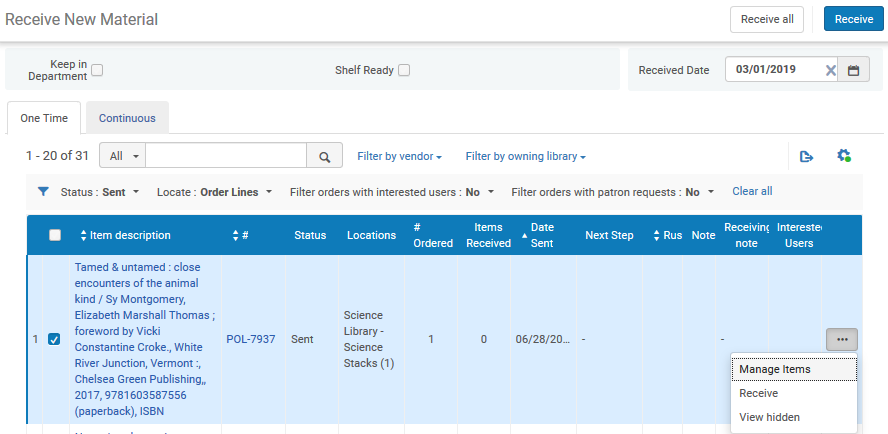 Receive New Material
Receive all
Receive
Keep in
Department
Shelf Ready
Received Date
03/01/2019
One Time
Continuous
1 - 20 of 31
All
Filter by vendor
Filter by owning library
Status : Sent
Locate : Order Lines
Filter orders with interested users : No
Filter orders with patron requests : No
Clear all
Item description
#
Status
Locations
#
Ordered
Items
Received
Date
Sent
Next Step
Rus
Note
Receiving
note
Interested
Users
1
Tamed & untamed : close
encounters of the animal
kind / Sy Montgomery,
Elizabeth Marshall Thomas ;
foreword by Vicki
Constantine Croke., White
River Junction, Vermont :,
Chelsea Green Publishing,,
2017, 9781603587556
(paperback), ISBN
POL-7937
Sent
Science
Library -
Science
Stacks (1)
1
0
06/28/20...
-
-
Manage Items
Receive
View hidden